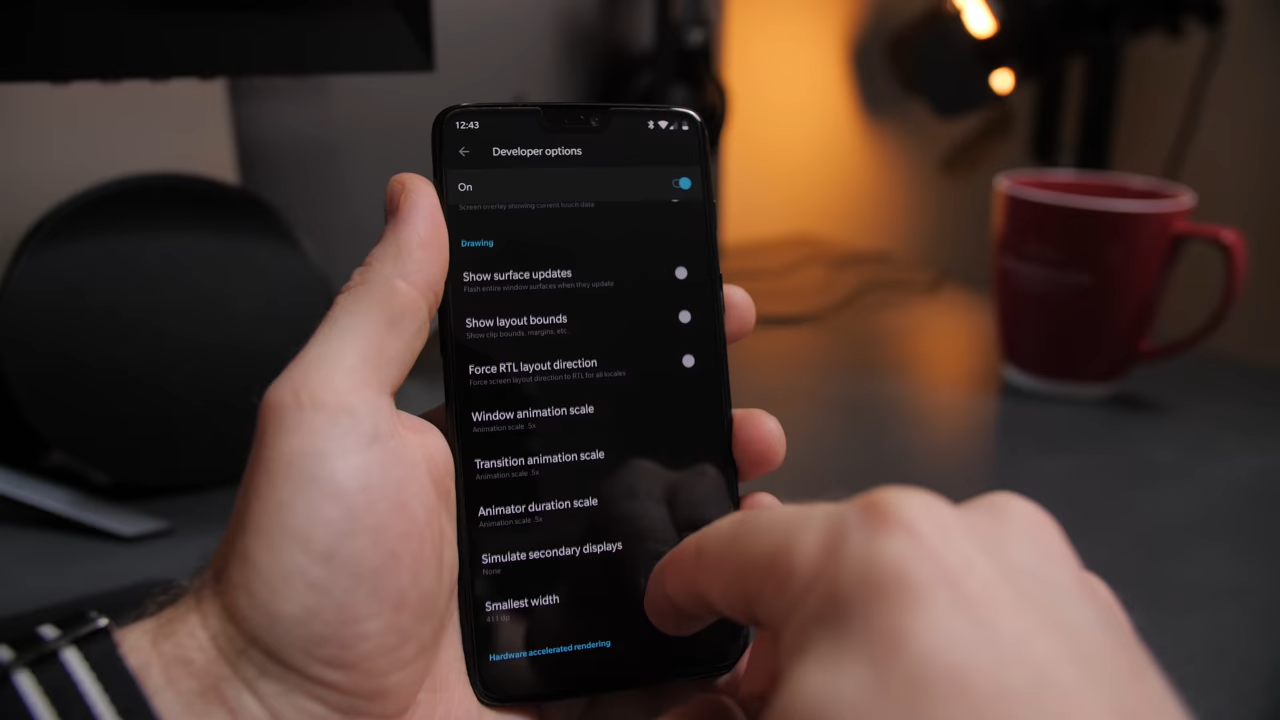 12:43
Developer options
On
Screen overlay showing current touch data
Drawing
Show surface updates
Flash entire window surfaces when they update
Show layout bounds
Show clip bounds, margins, etc.
Force RTL layout direction
Force screen layout direction to RTL for all locales
Window animation scale
Animation scale .5x
Transition animation scale
Animation scale .5x
Animator duration scale
Animation scale .5x
Simulate secondary displays
None
Smallest width
411 dp
Hardware accelerated rendering